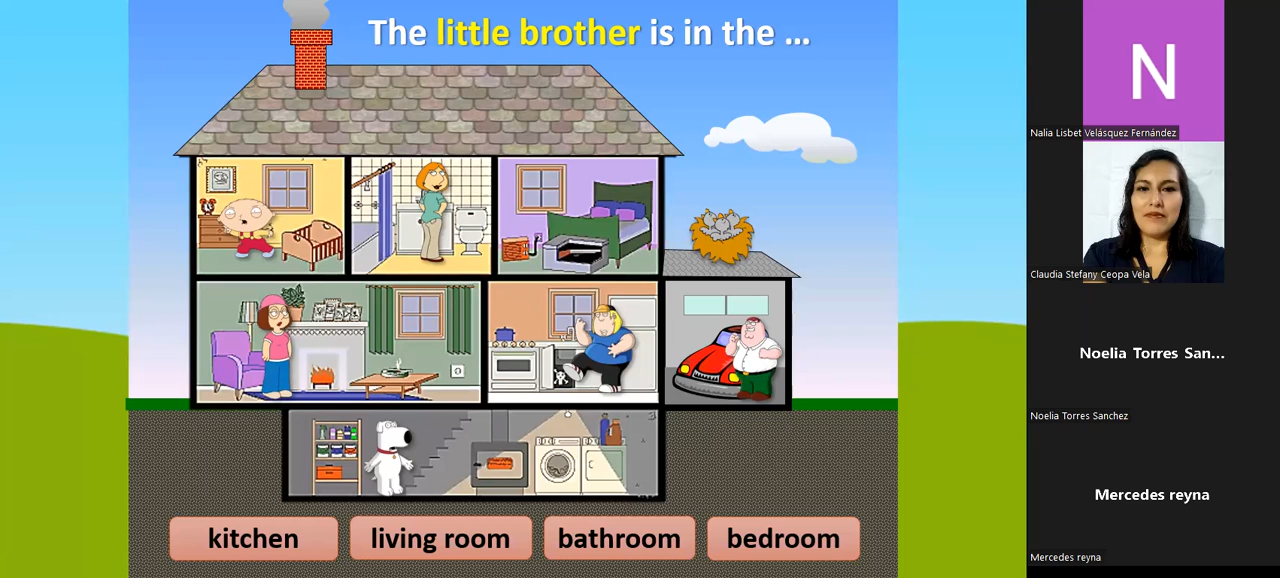 The little brother is in the ...
N
Nalia Lisbet Velásquez Fernández
Claudia Stefany Ceopa Vela
Noelia Torres San...
Noelia Torres Sanchez
Mercedes reyna
Mercedes reyna
kitchen
living room
bathroom
bedroom